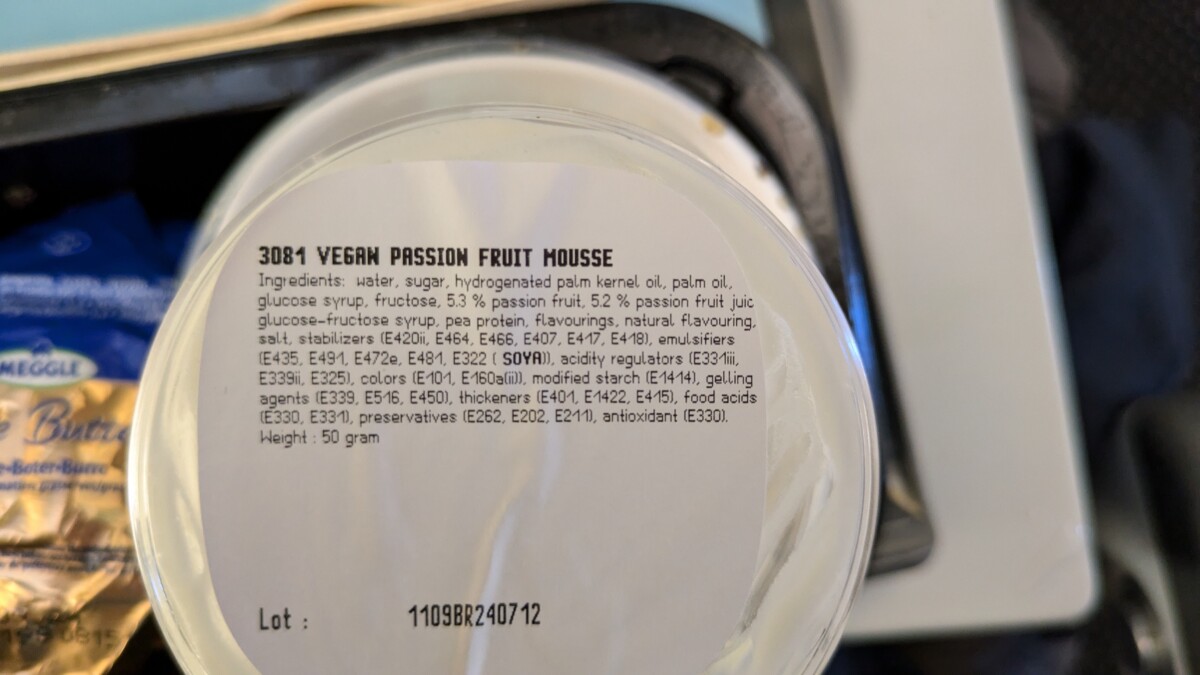 3081 VEGAN PASSION FRUIT MOUSSE
Ingredients: water, sugar, hydrogenated palm kernel oil, palm oil,
glucose syrup, fructose, 5.3 % passion fruit, 5.2 % passion fruit juic
glucose-fructose syrup, pea protein, flavourings, natural flavouring,
salt, stabilizers (E420ii, E464, E466, E407, E417, E418), emulsifiers
(E435, E491, E472e, E481, E322 ( SOYA)), acidity regulators (E331iii,
E339ii, E325), colors (E101, E160a(ii)), modified starch (E1414), gelling
agents (E339, E516, E450), thickeners (E401, E1422, E415), food acids
(E330, E331), preservatives (E262, E202, E211), antioxidant (E330).
Weight : 50 gram
Lot : 1109BR240712
MEGGLE
e Butte
e-Boter-Burro